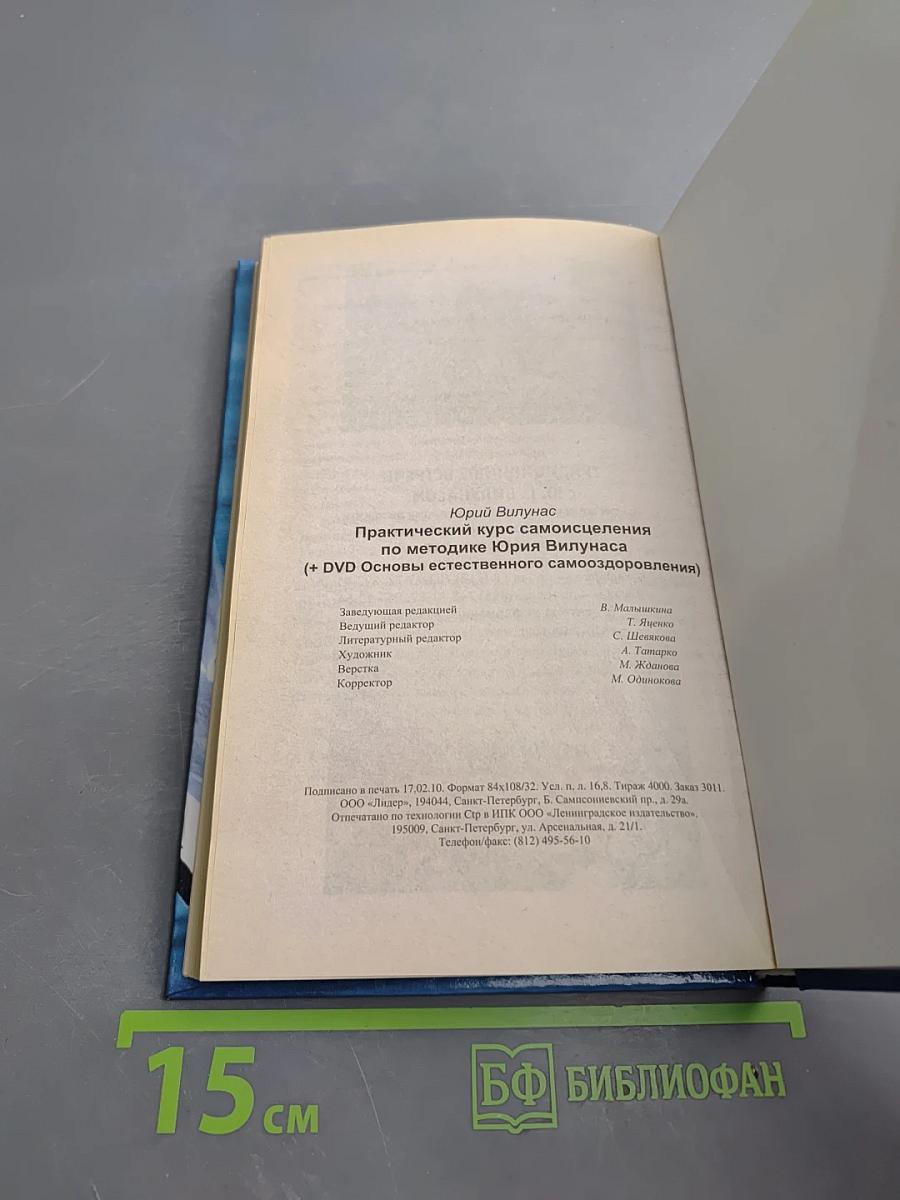 Юрий Вилунас
Практический курс самоисцеления
по методике Юрия Вилунаса
(+ DVD Основы естественного самооздоровления)
Заведующая редакцией В. Малышкина
Ведущий редактор Т. Яценко
Литературный редактор С. Шевякова
Художник А. Татарко
Верстка М. Жданова
Корректор М. Одинокова
Подписано в печать 17,02.10. Формат 84х108/32. Усл. п, л. 16,8. Тираж 4000. Заказ 3011.
ООО «Лидер», 194044, Санкт-Петербург, Б. Сампсониевский пр., д. 29а.
Отпечатано по технологии Ctp в ИПК ООО «Ленинградское издательство».
195009, Санкт-Петербург, ул. Арсенальная, д. 21/1.
Телефон/факс: (812) 495-56-10
15 см
БФ БИБЛИОФАН